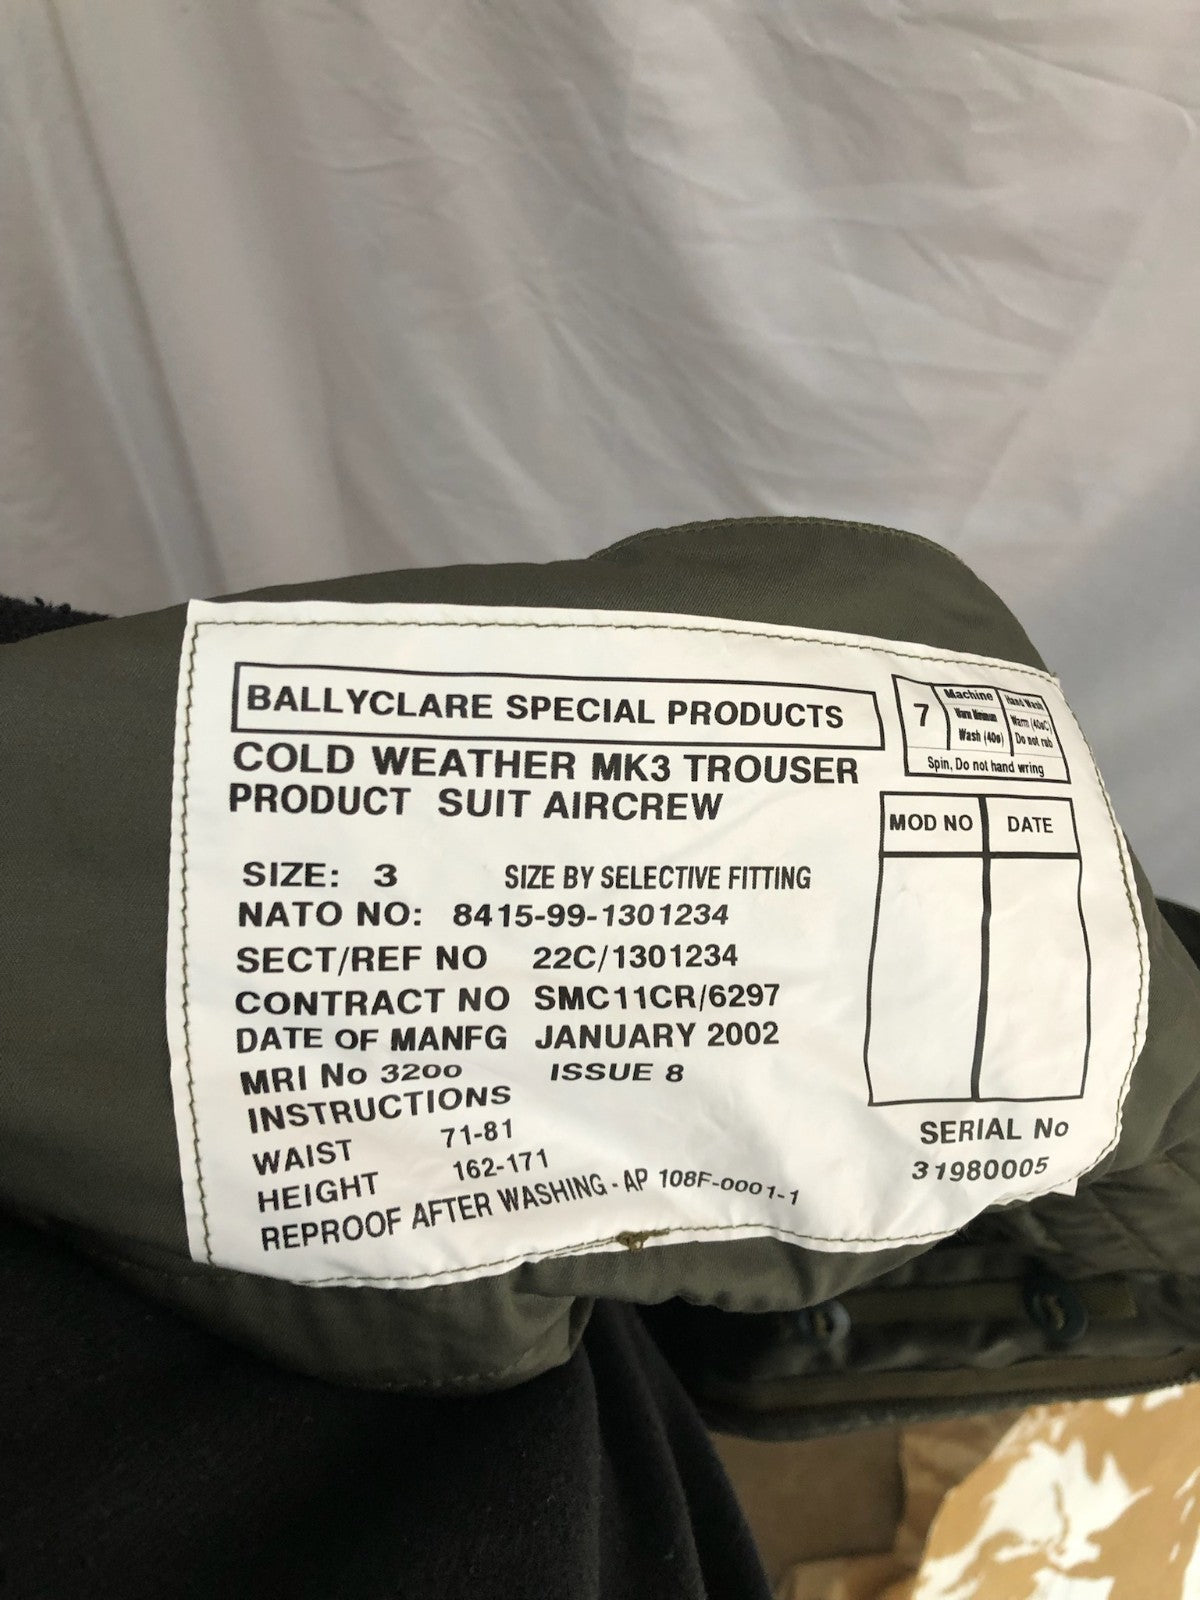 BALLYCLARE SPECIAL PRODUCTS
COLD WEATHER MK3 TROUSER
PRODUCT SUIT AIRCREW
7
Machine
Warm
Wash (40º)
Hand Wash
Warm (40ºC)
Do not rub
Spin, Do not hand wring
MOD NO DATE
SIZE: 3 SIZE BY SELECTIVE FITTING
NATO NO: 8415-99-1301234
SECT/REF NO 22C/1301234
CONTRACT NO SMC11CR/6297
DATE OF MANFG JANUARY 2002
MRI No 3200 ISSUE 8
INSTRUCTIONS
WAIST 71-81
HEIGHT 162-171
REPROOF AFTER WASHING - AP 108F-0001-1
SERIAL No
31980005